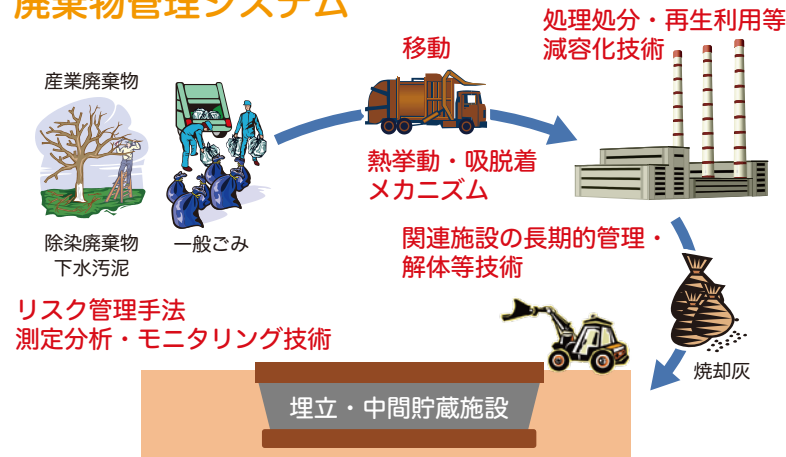 廃棄物管理システム
処理処分・再生利用等
減容化技術
移動
産業廃棄物
熱挙動・吸脱着
メカニズム
除染廃棄物
下水汚泥
一般ごみ
関連施設の長期的管理・
解体等技術
リスク管理手法
測定分析・モニタリング技術
焼却灰
埋立・中間貯蔵施設